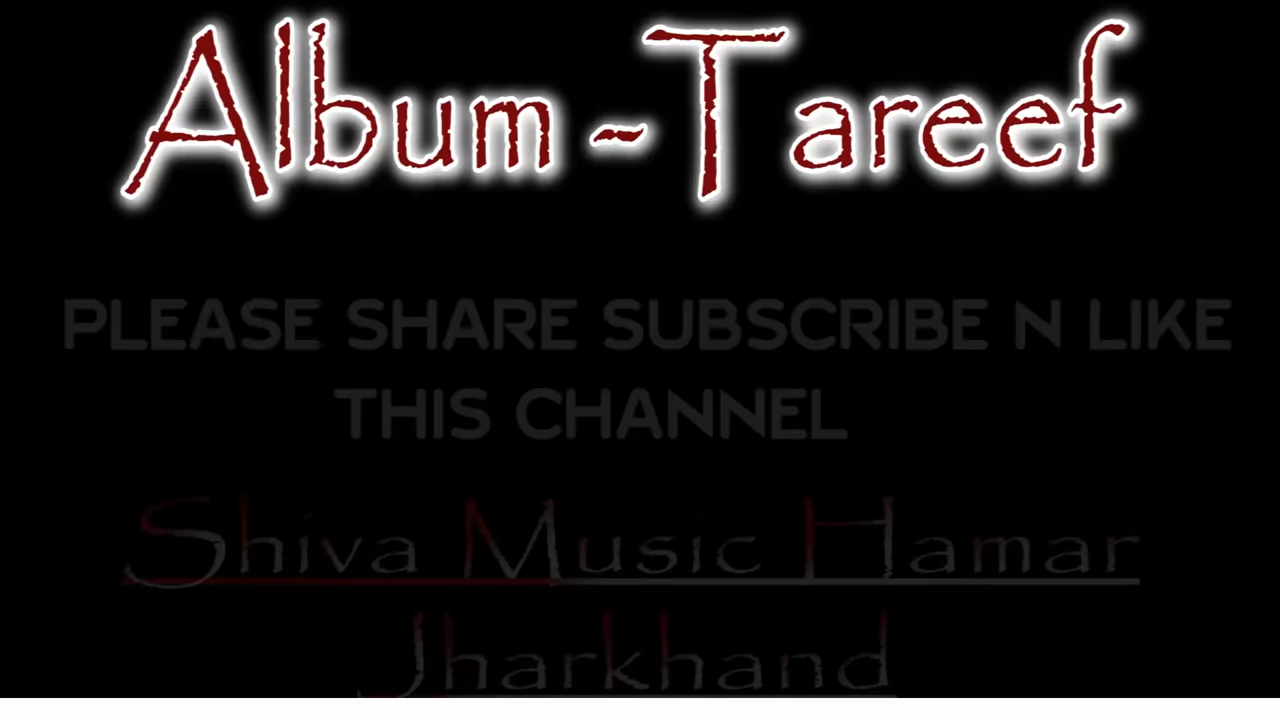 Album ~ Tareef
PLEASE SHARE SUBSCRIBE N LIKE
THIS CHANNEL
Shiva Music Hamar
Jharkhand